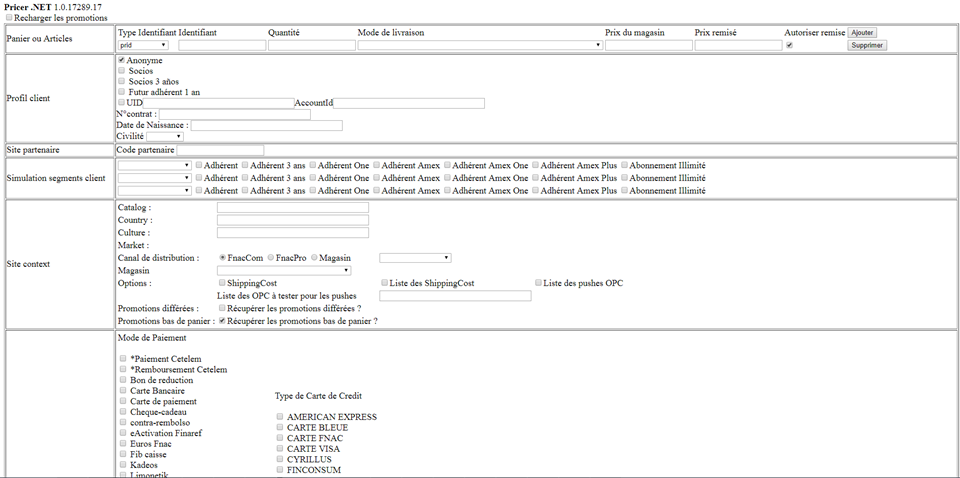 Pricer .NET 1.0.17289.17
Recharger les promotions
Panier ou Articles
Type Identifiant Identifiant Quantité Mode de livraison Prix du magasin Prix remisé Autoriser remise Ajouter
prid Supprimer
Profil client
Anonyme
Socios
Socios 3 años
Futur adhérent 1 an
UID AccountId
N°contrat :
Date de Naissance :
Civilité
Site partenaire Code partenaire
Simulation segments client
Adhérent Adhérent 3 ans Adhérent One Adhérent Amex Adhérent Amex One Adhérent Amex Plus Abonnement Illimité
Adhérent Adhérent 3 ans Adhérent One Adhérent Amex Adhérent Amex One Adhérent Amex Plus Abonnement Illimité
Adhérent Adhérent 3 ans Adhérent One Adhérent Amex Adhérent Amex One Adhérent Amex Plus Abonnement Illimité
Site context
Catalog :
Country :
Culture :
Market :
Canal de distribution : FnacCom FnacPro Magasin
Magasin
Options : ShippingCost Liste des ShippingCost Liste des pushes OPC
Liste des OPC à tester pour les pushes
Promotions différées : Récupérer les promotions différées ?
Promotions bas de panier : Récupérer les promotions bas de panier ?
Mode de Paiement
*Paiement Cetelem
*Remboursement Cetelem
Bon de reduction
Carte Bancaire
Carte de paiement
Cheque-cadeau
contra-rembolso
eActivation Finaref
Euros Fnac
Fib caisse
Kadeos
Limonetik
Type de Carte de Credit
AMERICAN EXPRESS
CARTE BLEUE
CARTE FNAC
CARTE VISA
CYRILLUS
FINCONSUM